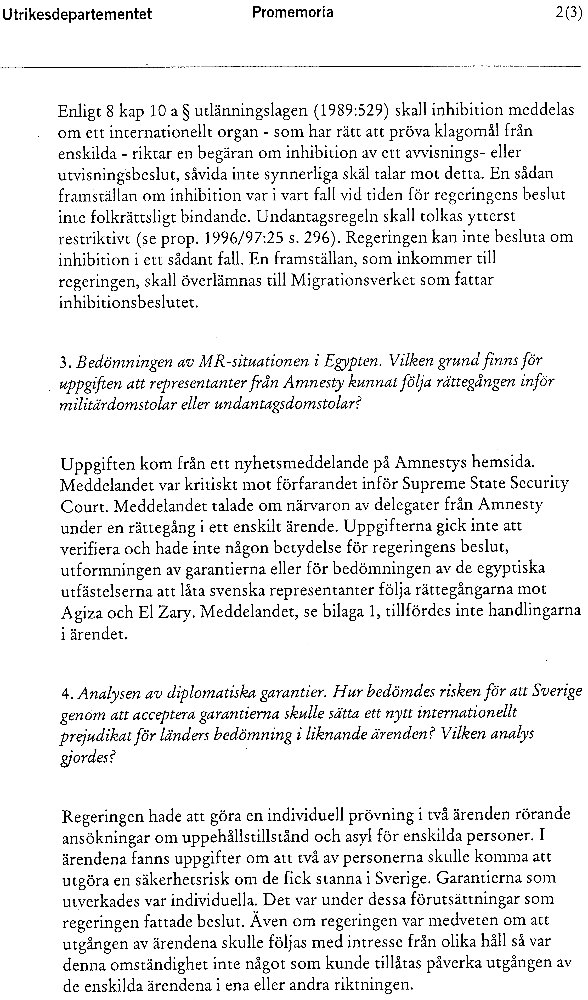 Utrikesdepartementet Promemoria 2(3)
Enligt 8 kap 10 a § utlänningslagen (1989:529) skall inhibition meddelas
om ett internationellt organ - som har rätt att pröva klagomål från
enskilda - riktar en begäran om inhibition av ett avvisnings- eller
utvisningsbeslut, såvida inte synnerliga skäl talar mot detta. En sådan
framställan om inhibition var i vart fall vid tiden för regeringens beslut
inte folkrättsligt bindande. Undantagsregeln skall tolkas ytterst
restriktivt (se prop. 1996/97:25 s. 296). Regeringen kan inte besluta om
inhibition i ett sådant fall. En framställan, som inkommer till
regeringen, skall överlämnas till Migrationsverket som fattar
inhibitionsbeslutet.
3. Bedömningen av MR-situationen i Egypten. Vilken grund finns för
uppgiften att representanter från Amnesty kunnat följa rättegången inför
militärdomstolar eller undantagsdomstolar?
Uppgiften kom från ett nyhetsmeddelande på Amnestys hemsida.
Meddelandet var kritiskt mot förfarandet inför Supreme State Security
Court. Meddelandet talade om närvaron av delegater från Amnesty
under en rättegång i ett enskilt ärende. Uppgifterna gick inte att
verifiera och hade inte någon betydelse för regeringens beslut,
utformningen av garantierna eller för bedömningen av de egyptiska
utfästelserna att låta svenska representanter följa rättegångarna mot
Agiza och El Zary. Meddelandet, se bilaga 1, tillfördes inte handlingarna
i ärendet.
4. Analysen av diplomatiska garantier. Hur bedömdes risken för att Sverige
genom att acceptera garantierna skulle sätta ett nytt internationellt
prejudikat för länders bedömning i liknande ärenden? Vilken analys
gjordes?
Regeringen hade att göra en individuell prövning i två ärenden rörande
ansökningar om uppehållstillstånd och asyl för enskilda personer. I
ärendena fanns uppgifter om att två av personerna skulle komma att
utgöra en säkerhetsrisk om de fick stanna i Sverige. Garantierna som
utverkades var individuella. Det var under dessa förutsättningar som
regeringen fattade beslut. Även om regeringen var medveten om att
utgången av ärendena skulle följas med intresse från olika håll så var
denna omständighet inte något som kunde tillåtas påverka utgången av
de enskilda ärendena i ena eller andra riktningen.